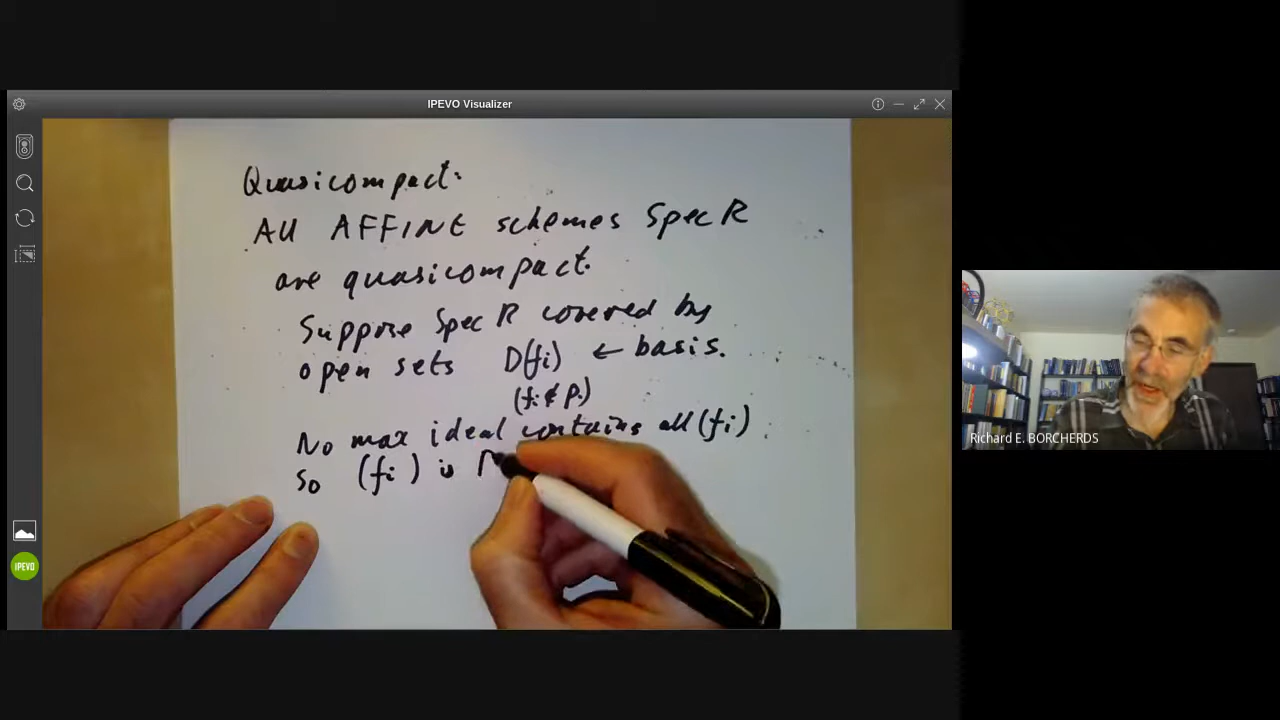 IPEVO Visualizer
Quasicompact.
All AFFINE schemes Spec R
are quasicompact.
Suppose Spec R covered by
open sets D(fi) ← basis.
(fi ∉ pi)
No max ideal contains all (fi)
So (fi) is
IPEVO
Richard E. BORCHERDS